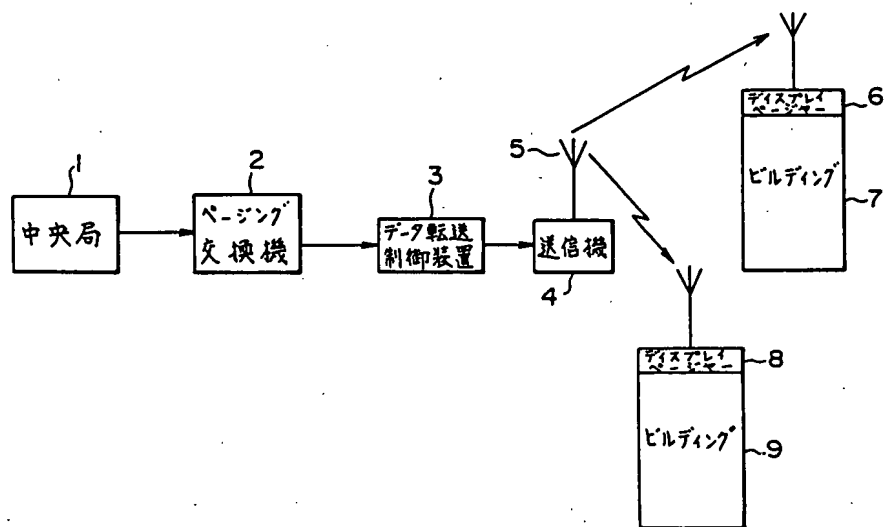 1
中央局
2
ページング
交換機
3
データ転送
制御装置
5
送信機
4
ディスプレイ
ページャー
6
ビルディング
7
ディスプレイ
ページャー
8
ビルディング
9